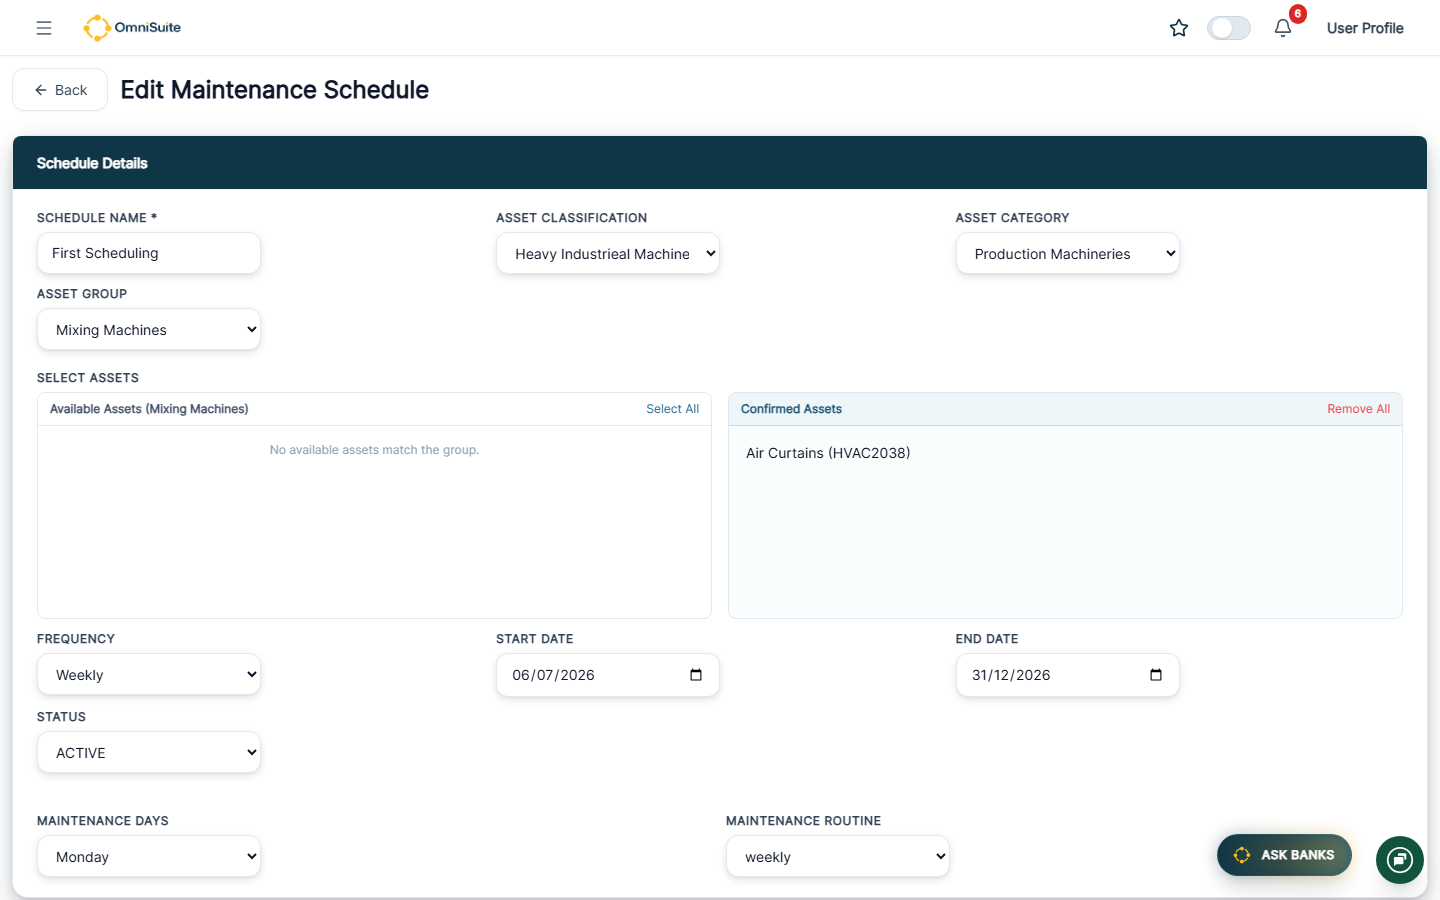 OmniSuite
6
User Profile
Back
Edit Maintenance Schedule
Schedule Details
SCHEDULE NAME *
ASSET CLASSIFICATION
ASSET CATEGORY
First Scheduling
Heavy Industrieal Machine
Production Machineries
ASSET GROUP
Mixing Machines
SELECT ASSETS
Available Assets (Mixing Machines)
Select All
Confirmed Assets
Remove All
No available assets match the group.
Air Curtains (HVAC2038)
FREQUENCY
START DATE
END DATE
Weekly
06/07/2026
31/12/2026
STATUS
ACTIVE
MAINTENANCE DAYS
MAINTENANCE ROUTINE
Monday
weekly
ASK BANKS